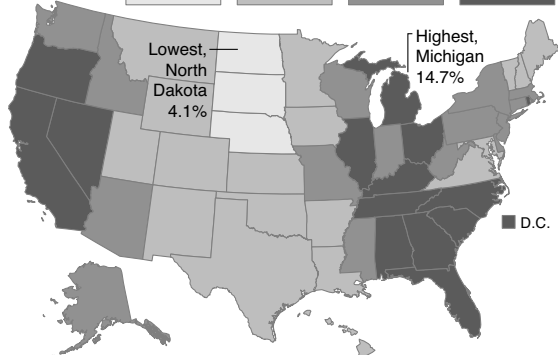 Lowest,
North
Dakota
4.1%
Highest,
Michigan
14.7%
D.C.